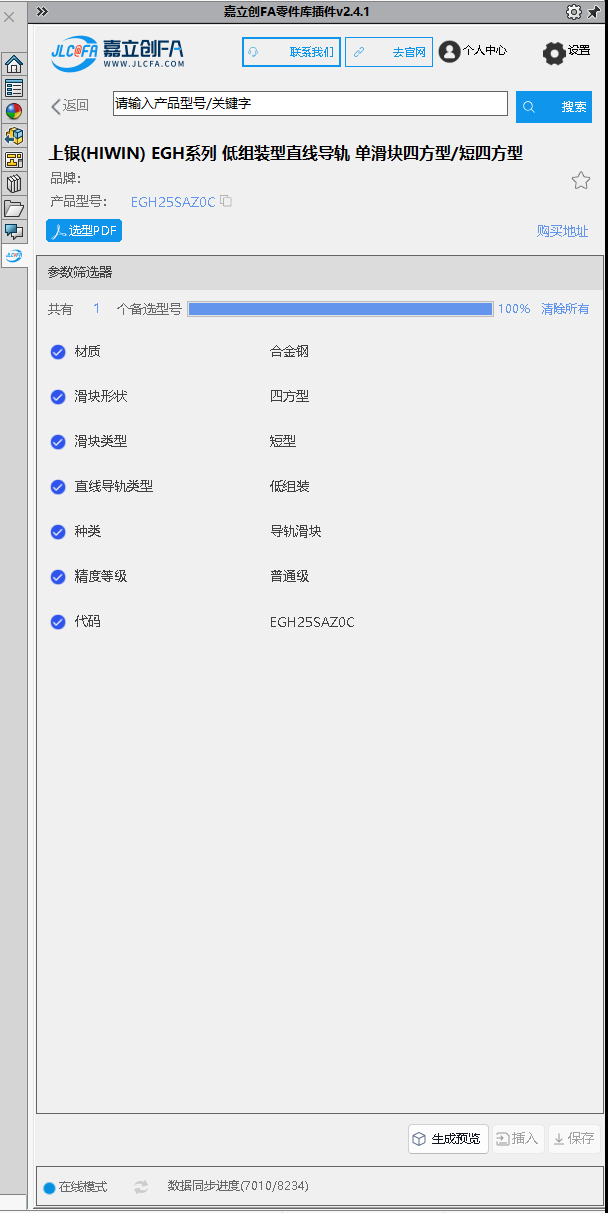 嘉立创FA零件库插件v2.4.1
JLC@FA 嘉立创FA
WWW.JLCFA.COM
联系我们
去官网
个人中心
设置
返回
请输入产品型号/关键字
搜索
上银(HIWIN) EGH系列 低组装型直线导轨 单滑块四方型/短四方型
品牌:
产品型号: EGH25SAZ0C
选型PDF
购买地址
参数筛选器
共有 1 个备选型号 100% 清除所有
材质 合金钢
滑块形状 四方型
滑块类型 短型
直线导轨类型 低组装
种类 导轨滑块
精度等级 普通级
代码 EGH25SAZ0C
生成预览 插入 保存
在线模式 数据同步进度(7010/8234)